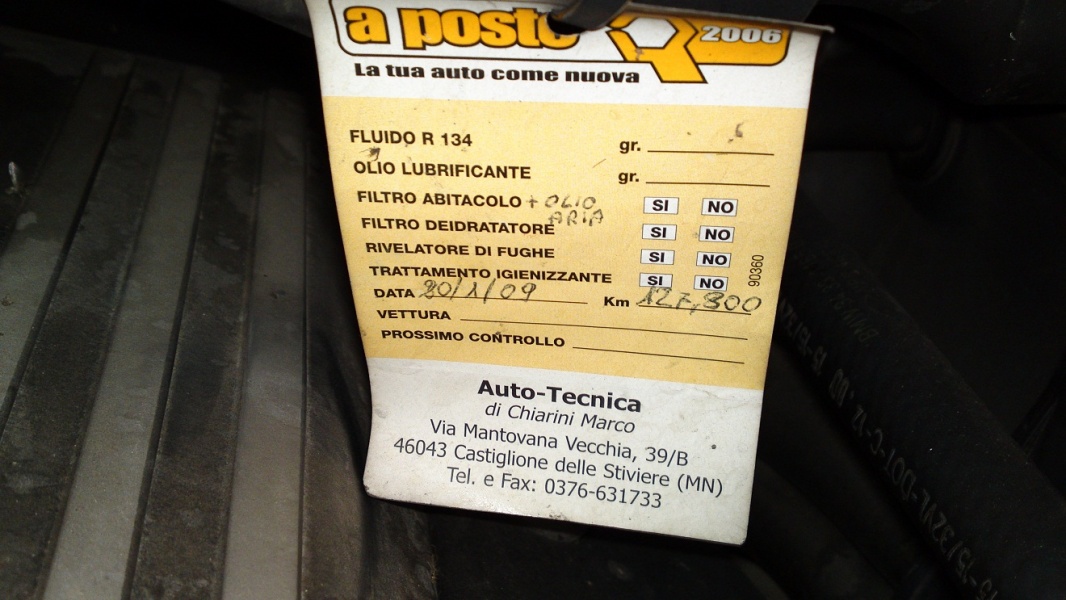 a posto 2006
La tua auto come nuova
FLUIDO R 134 gr.
OLIO LUBRIFICANTE gr.
FILTRO ABITACOLO + OLIO SI NO
ARIA
FILTRO DEIDRATATORE SI NO
RIVELATORE DI FUGHE SI NO
TRATTAMENTO IGIENIZZANTE SI NO
90360
DATA 20/1/09 Km 127,800
VETTURA
PROSSIMO CONTROLLO
Auto-Tecnica
di Chiarini Marco
Via Mantovana Vecchia, 39/B
46043 Castiglione delle Stiviere (MN)
Tel. e Fax: 0376-631733